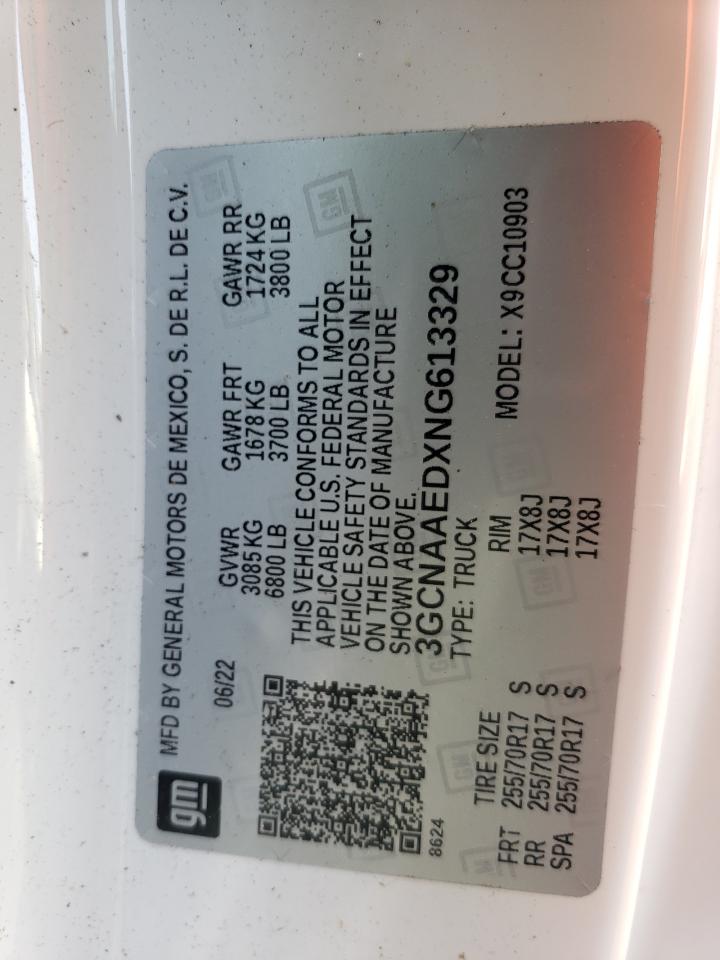 gm
MFD BY GENERAL MOTORS DE MEXICO, S. DE R.L. DE C.V.
06/22
GVWR GAWR FRT GAWR RR
3085 KG 1678 KG 1724 KG
6800 LB 3700 LB 3800 LB
THIS VEHICLE CONFORMS TO ALL
APPLICABLE U.S. FEDERAL MOTOR
VEHICLE SAFETY STANDARDS IN EFFECT
ON THE DATE OF MANUFACTURE
SHOWN ABOVE.
3GCNAAEDXNG613329
8624
TYPE: TRUCK
TIRE SIZE RIM MODEL: X9CC10903
FRT 255/70R17 S 17X8J
RR 255/70R17 S 17X8J
SPA 255/70R17 S 17X8J